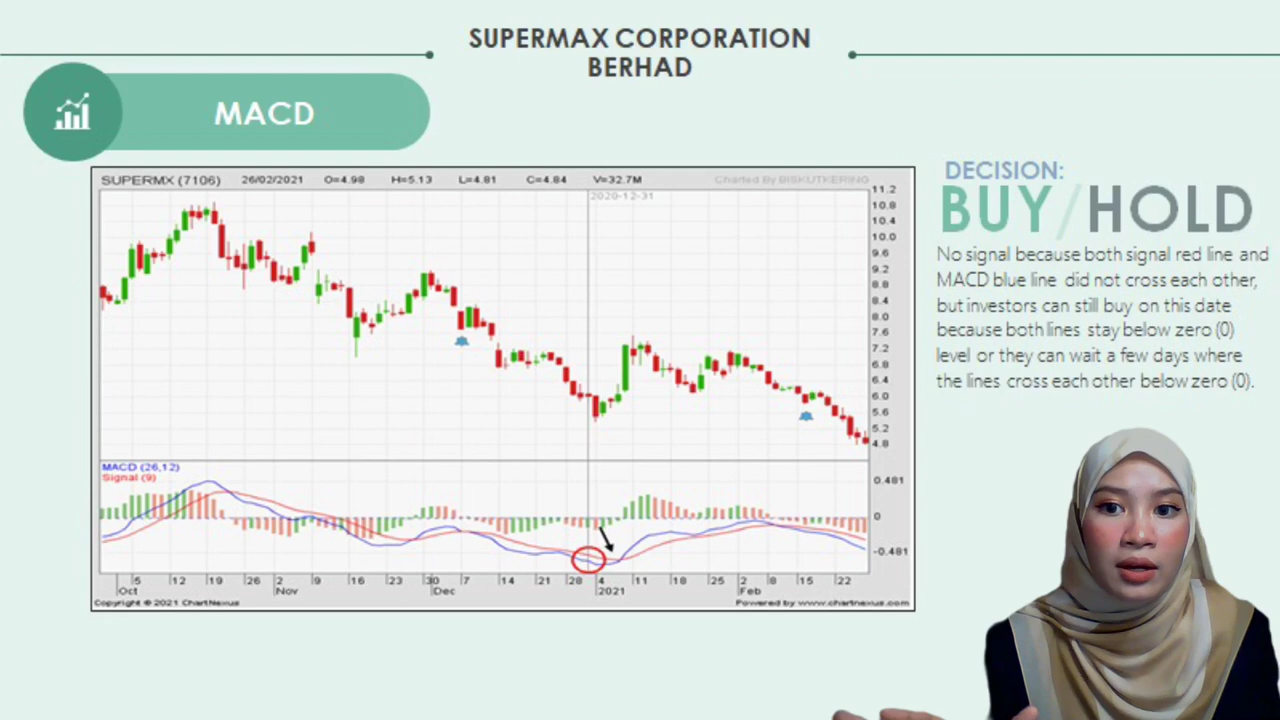 SUPERMAX CORPORATION
BERHAD
MACD
SUPERMX (7106) 26/02/2021 O=4.98 H=5.13 L=4.81 C=4.84 V=32.7M Charted By BISKUTKERING
2020-12-31
11.2
10.8
10.4
10.0
9.6
9.2
8.8
8.4
8.0
7.6
7.2
6.8
6.4
6.0
5.6
5.2
4.8
MACD (26,12)
Signal (9)
0.481
0
-0.481
5 12 19 26 2 9 16 23 30 7 14 21 28 4 11 18 25 2 8 15 22
Oct Nov Dec 2021 Feb
Copyright © 2021 ChartNexus Powered by www.chartnexus.com
DECISION:
BUY/HOLD
No signal because both signal red line and
MACD blue line did not cross each other,
but investors can still buy on this date
because both lines stay below zero (0)
level or they can wait a few days where
the lines cross each other below zero (0).